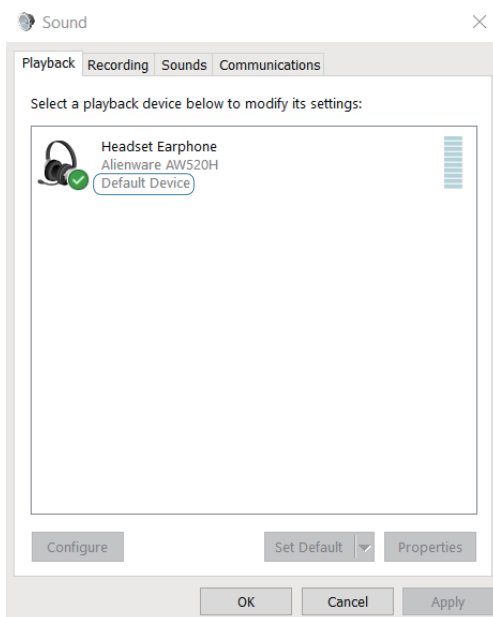 Sound
Playback Recording Sounds Communications
Select a playback device below to modify its settings:
Headset Earphone
Alienware AW520H
Default Device
Configure Set Default Properties
OK Cancel Apply